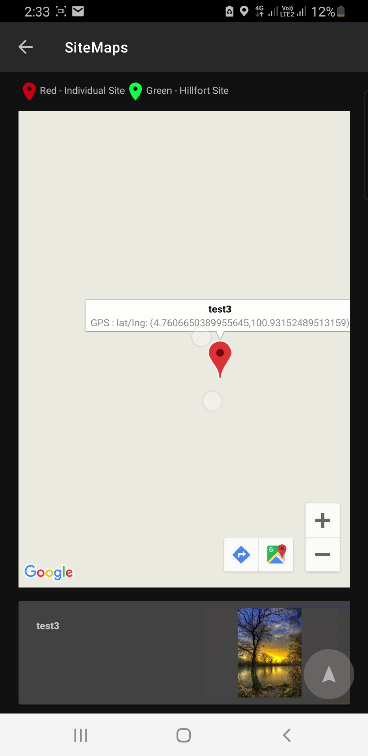 2:33 4G Vo)) LTE2 12%
SiteMaps
Red - Individual Site Green - Hillfort Site
test3
GPS : lat/lng: (4.7606650389955645,100.93152489513159)
Google
test3